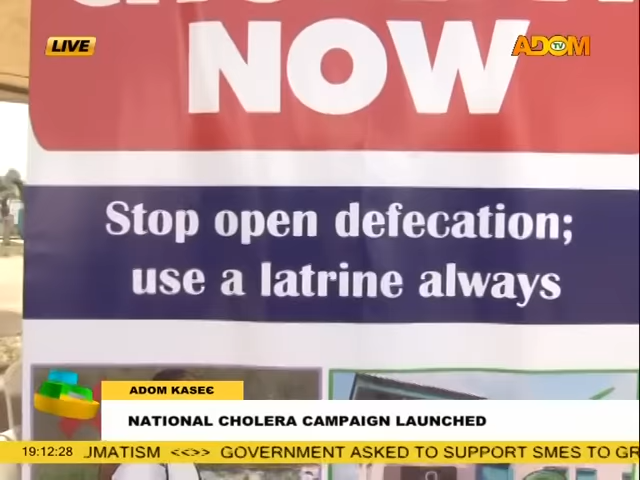 LIVE
ADOM TV
NOW
Stop open defecation;
use a latrine always
ADOM KASEƐ
NATIONAL CHOLERA CAMPAIGN LAUNCHED
19:12:28
UMATISM <<>> GOVERNMENT ASKED TO SUPPORT SMES TO GR